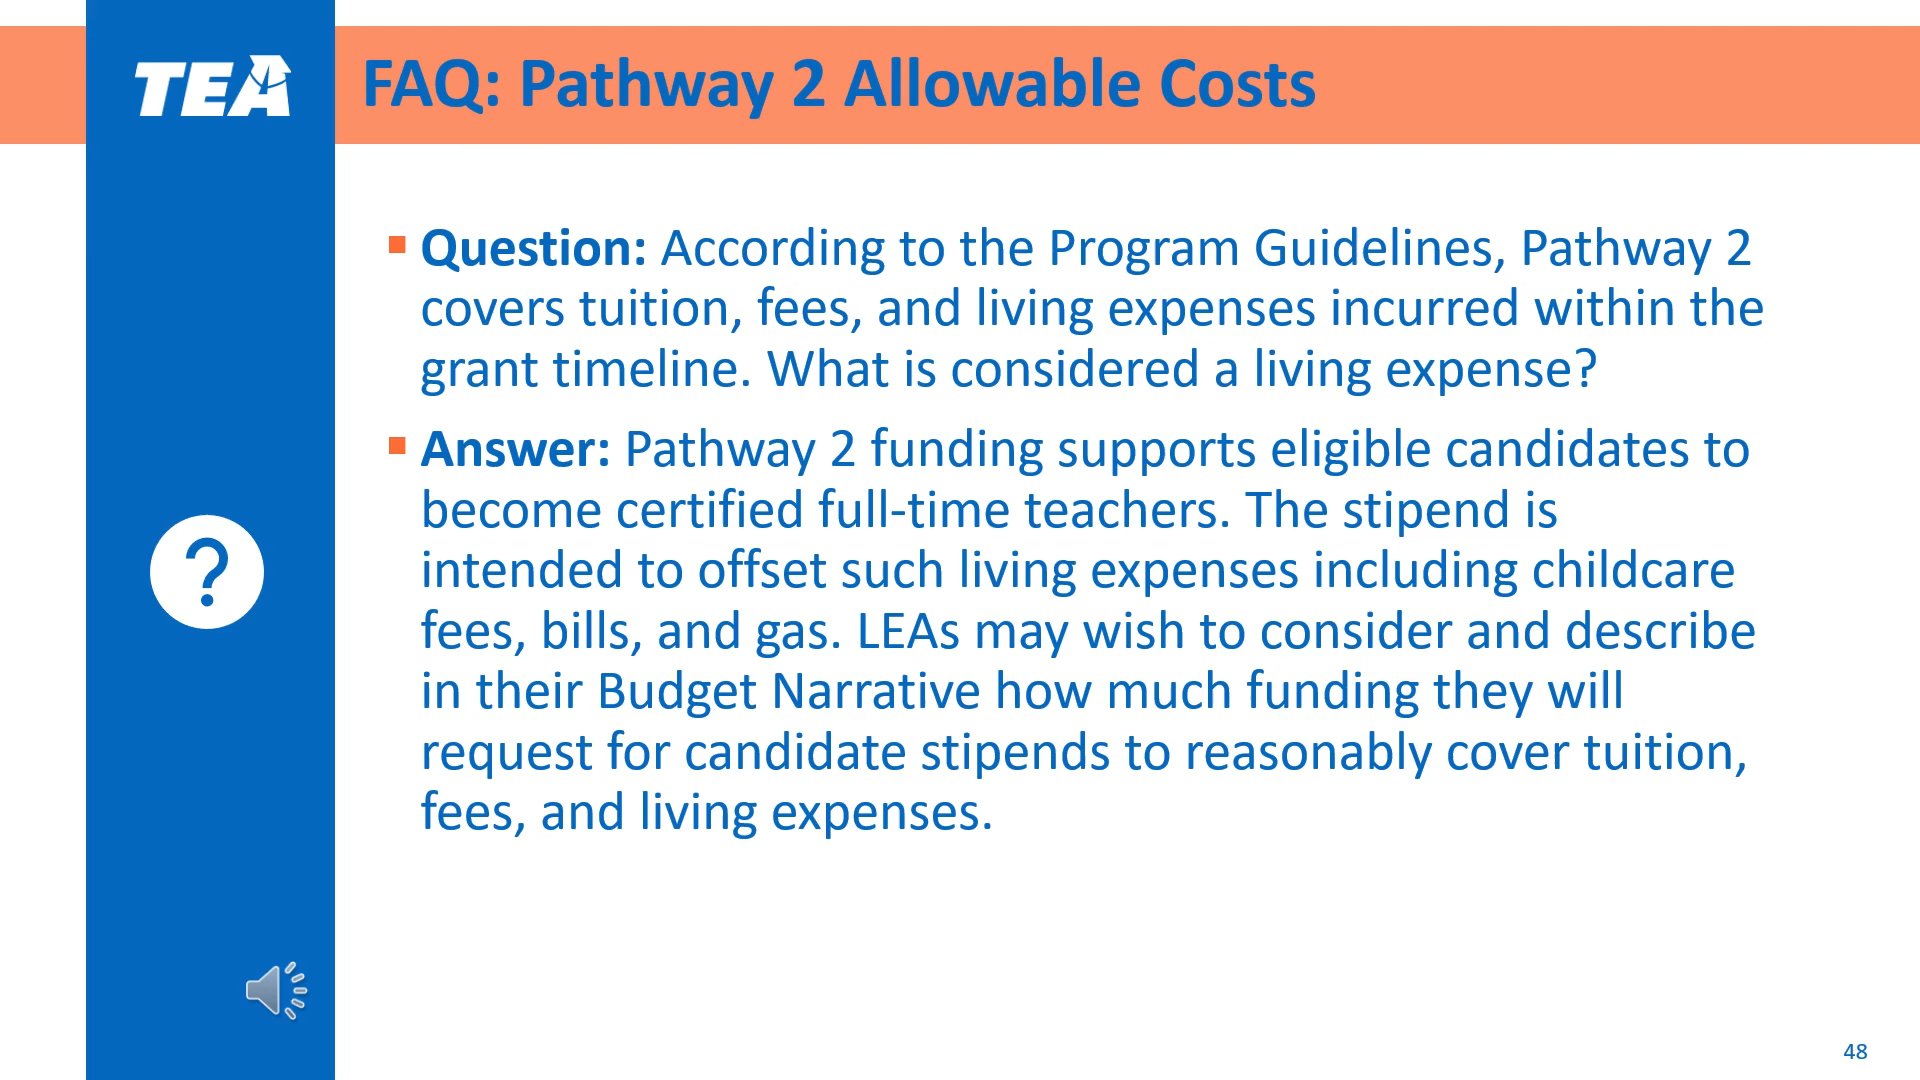 TEA
FAQ: Pathway 2 Allowable Costs
▪ Question: According to the Program Guidelines, Pathway 2
covers tuition, fees, and living expenses incurred within the
grant timeline. What is considered a living expense?
▪ Answer: Pathway 2 funding supports eligible candidates to
become certified full-time teachers. The stipend is
intended to offset such living expenses including childcare
fees, bills, and gas. LEAs may wish to consider and describe
in their Budget Narrative how much funding they will
request for candidate stipends to reasonably cover tuition,
fees, and living expenses.
?
48